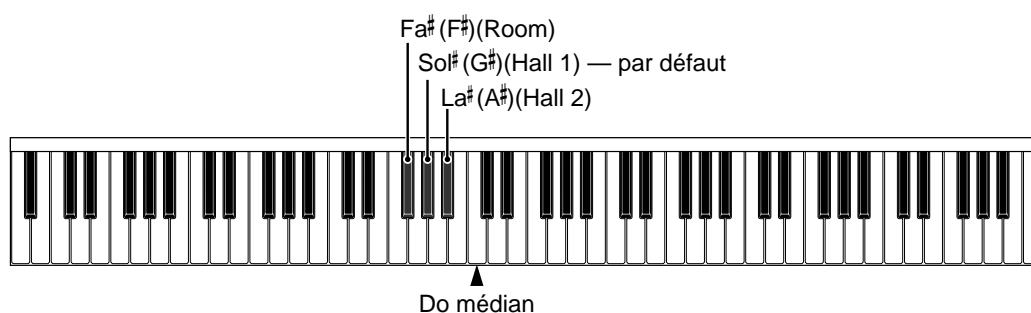 Fa♯ (F♯)(Room)
Sol♯ (G♯)(Hall 1) — par défaut
La♯ (A♯)(Hall 2)
Do médian